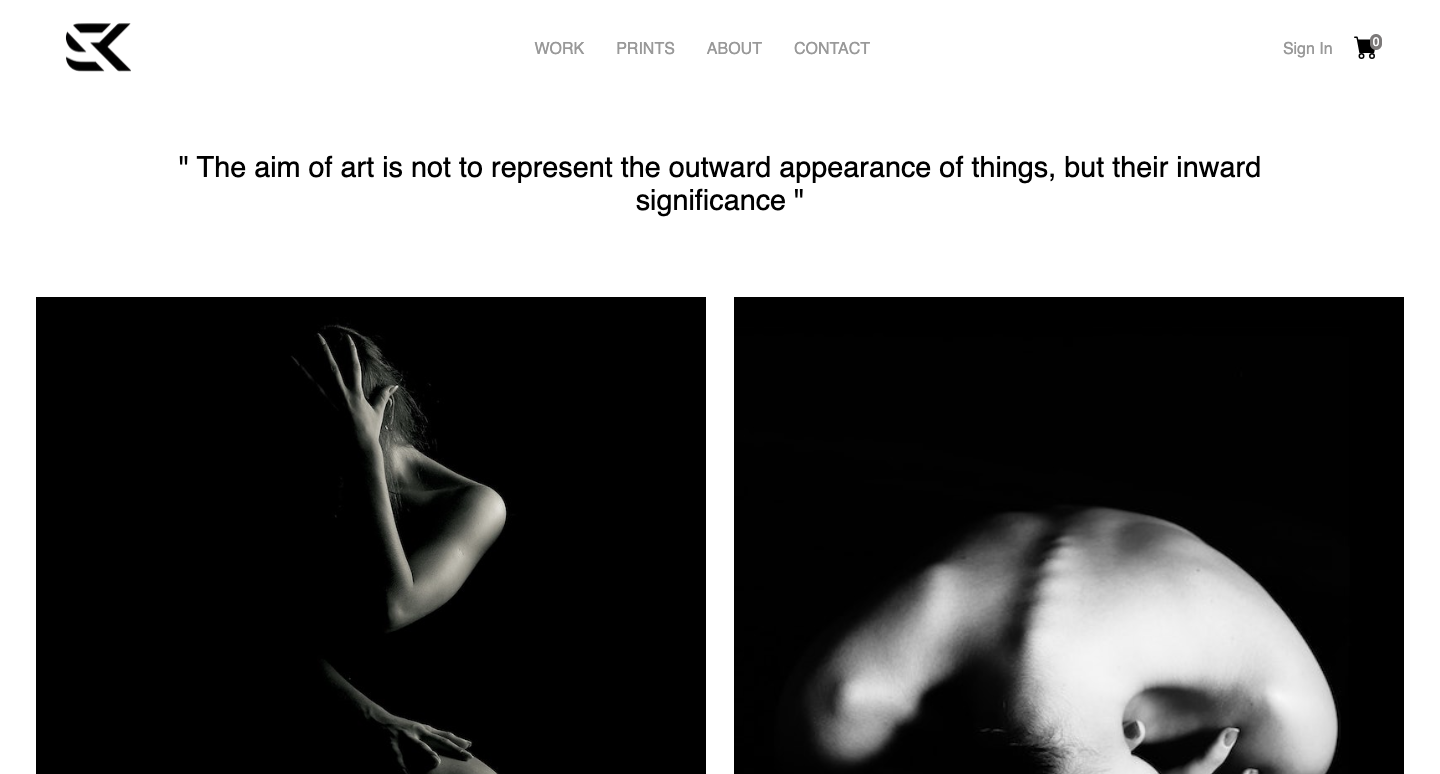 SK
WORK PRINTS ABOUT CONTACT Sign In 0
" The aim of art is not to represent the outward appearance of things, but their inward
significance "